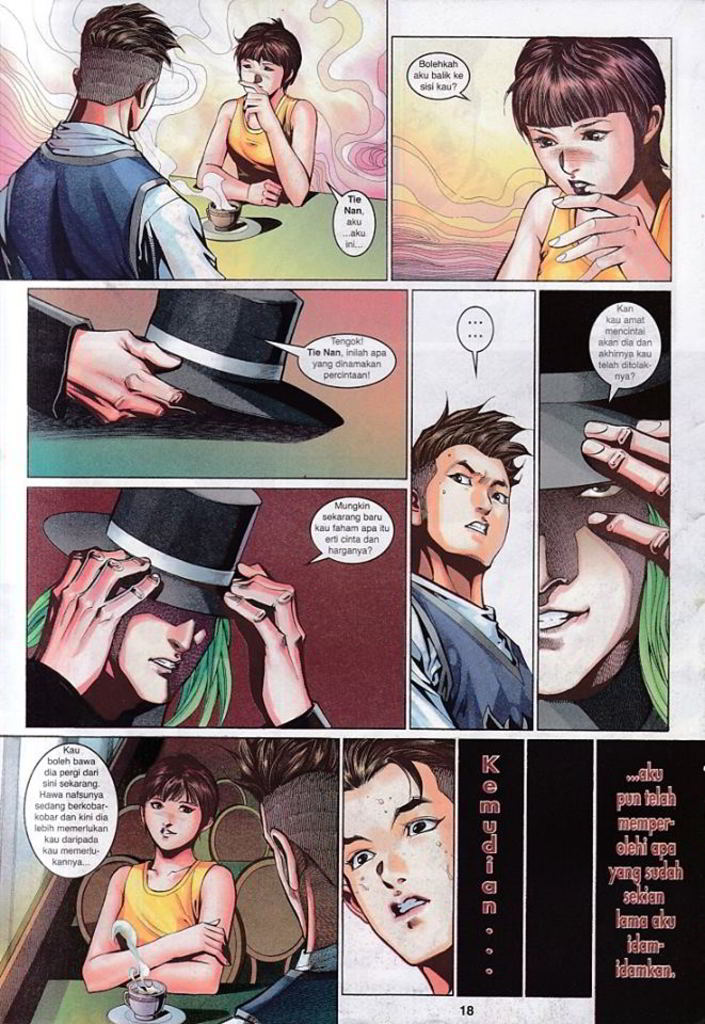 Tie
Nan,
aku
...aku
ini...
Bolehkah
aku balik ke
sisi kau?
Tengok!
Tie Nan, inilah apa
yang dinamakan
percintaan!
...
...
Kan
kau amat
mencintai
akan dia dan
akhirnya kau
telah ditolak-
nya?
Mungkin
sekarang baru
kau faham apa itu
erti cinta dan
harganya?
Kau
boleh bawa
dia pergi dari
sini sekarang.
Hawa nafsunya
sedang berkobar-
kobar dan kini dia
lebih memerlukan
kau daripada
kau memerlu-
kannya...
Kemudian...
...aku
pun telah
memper-
olehi apa
yang sudah
sekian
lama aku
idam-
idamkan.
18